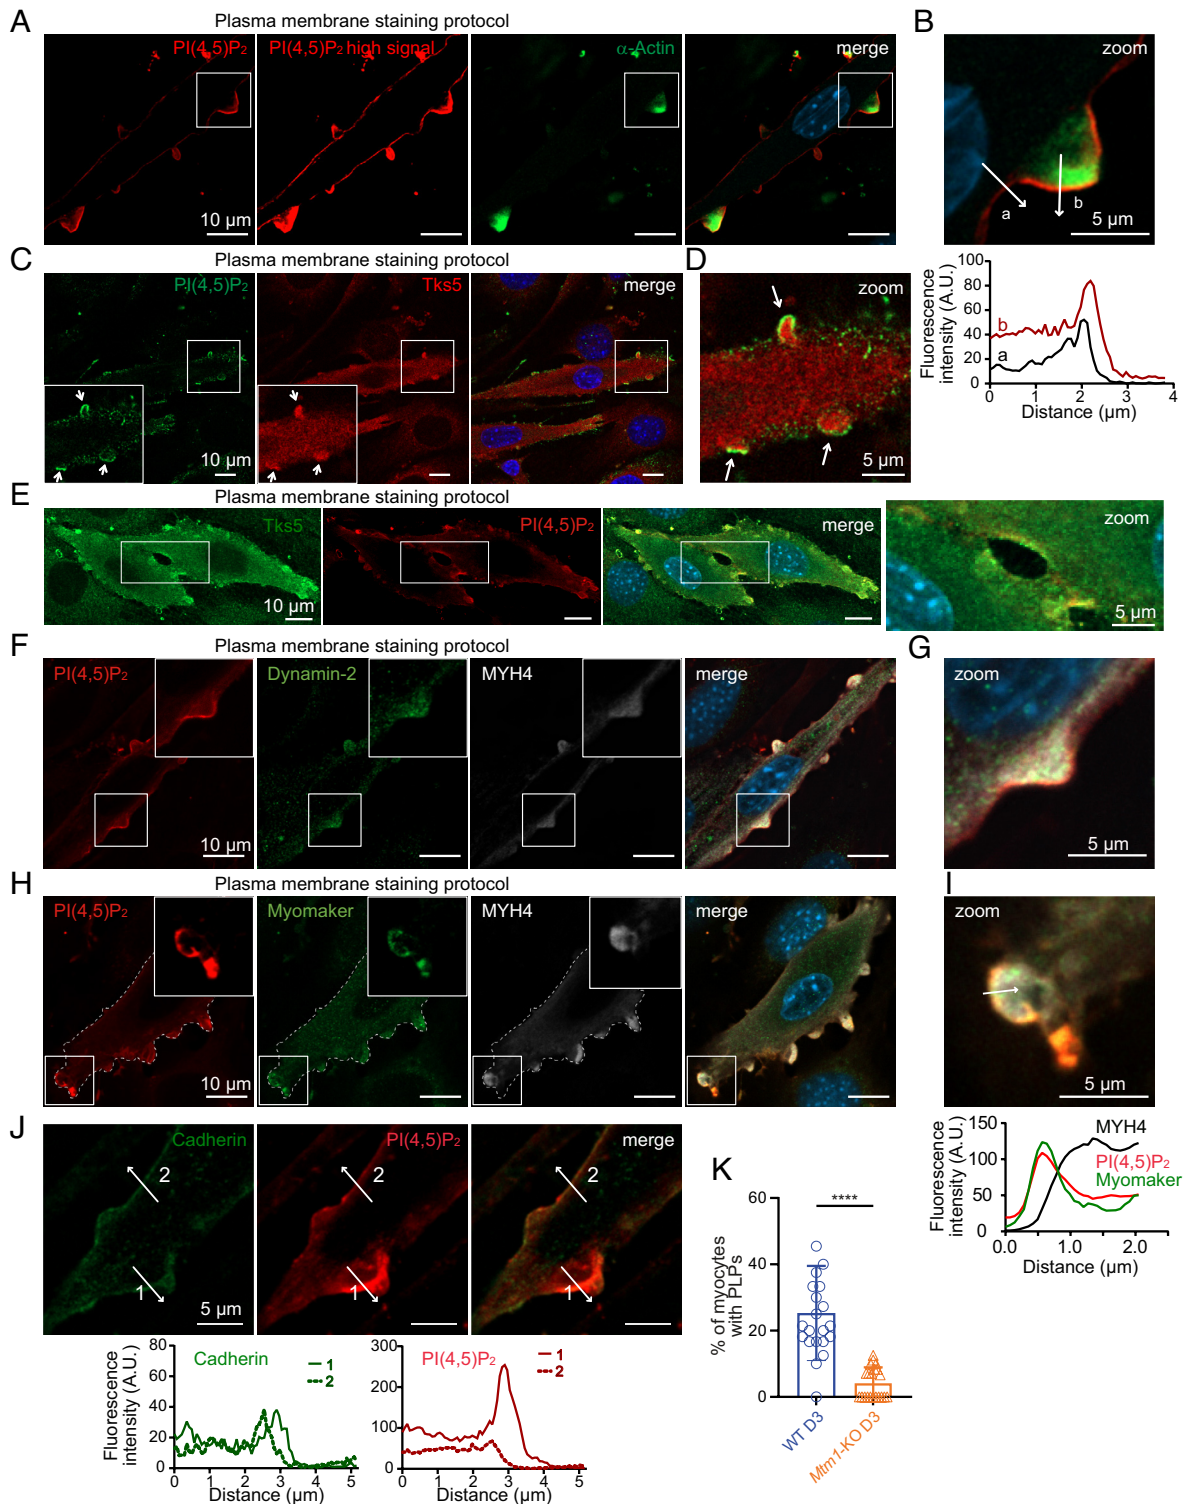 A
Plasma membrane staining protocol
PI(4,5)P2
PI(4,5)P2 high signal
α-Actin
merge
10 µm
B
zoom
a
b
5 µm
Fluorescence
intensity (A.U.)
100
80
60
40
20
0
b
a
0 1 2 3 4
Distance (µm)
C
Plasma membrane staining protocol
PI(4,5)P2
Tks5
merge
10 µm
D
zoom
5 µm
E
Plasma membrane staining protocol
Tks5
PI(4,5)P2
merge
zoom
10 µm
5 µm
F
Plasma membrane staining protocol
PI(4,5)P2
Dynamin-2
MYH4
merge
10 µm
G
zoom
5 µm
H
Plasma membrane staining protocol
PI(4,5)P2
Myomaker
MYH4
merge
10 µm
I
zoom
5 µm
Fluorescence
intensity (A.U.)
150
100
50
0
MYH4
PI(4,5)P2
Myomaker
0.0 1.0 2.0
Distance (µm)
J
Cadherin
PI(4,5)P2
merge
2
1
5 µm
2
1
2
1
Fluorescence
intensity (A.U.)
80
60
40
20
0
Cadherin
1
2
0 1 2 3 4 5
Distance (µm)
300
200
100
0
PI(4,5)P2
1
2
0 1 2 3 4 5
Distance (µm)
K
% of myocytes
with PLPs
60
40
20
0
****
WT D3
Mtm1-KO D3